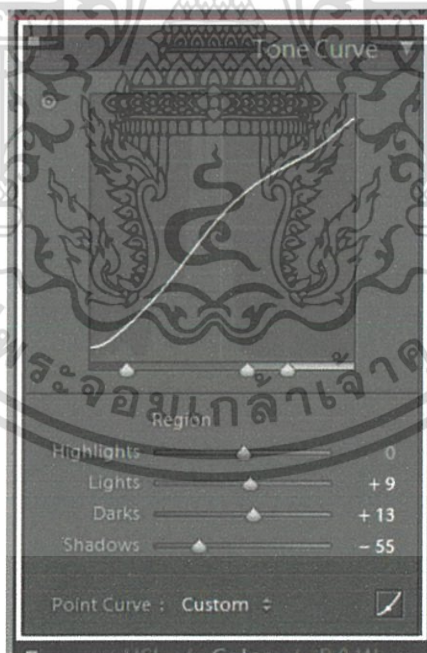 Tone Curve
Region
Highlights 0
Lights + 9
Darks + 13
Shadows - 55
Point Curve : Custom